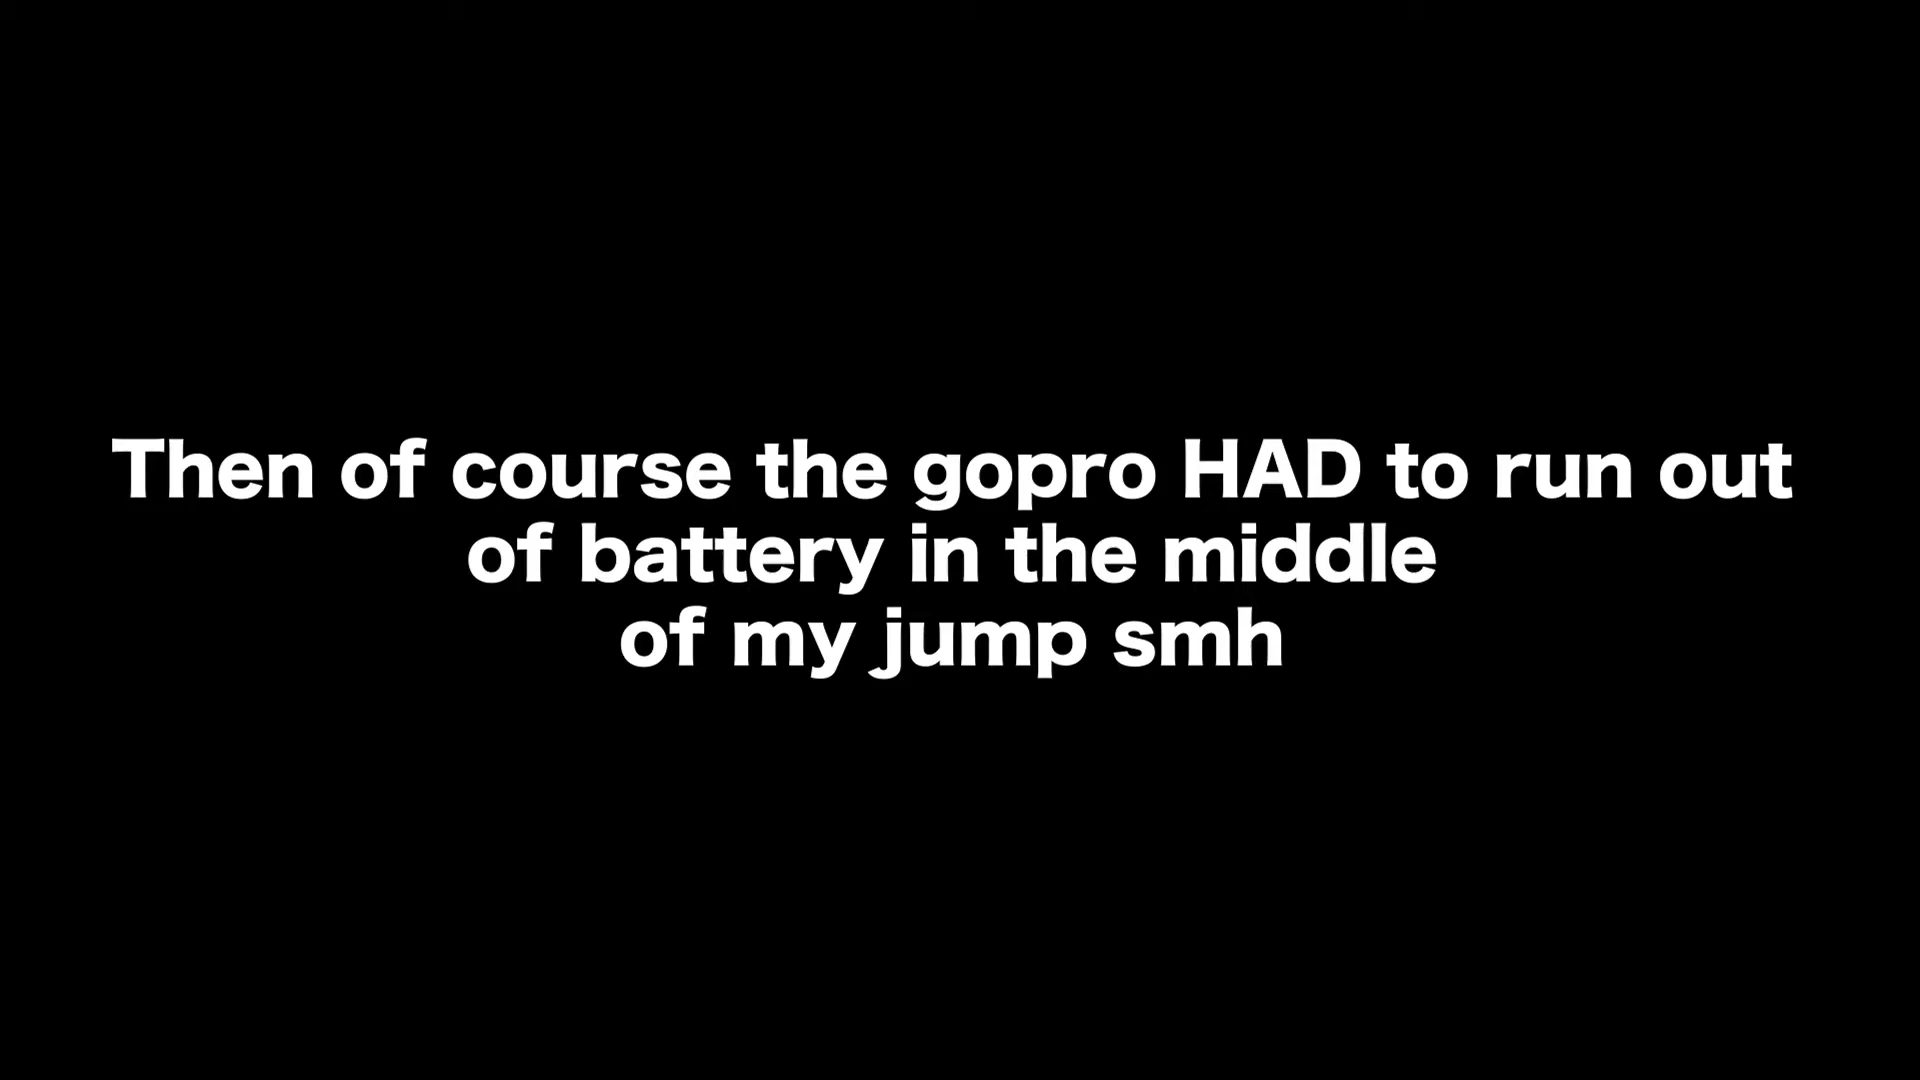 Then of course the gopro HAD to run out
of battery in the middle
of my jump smh